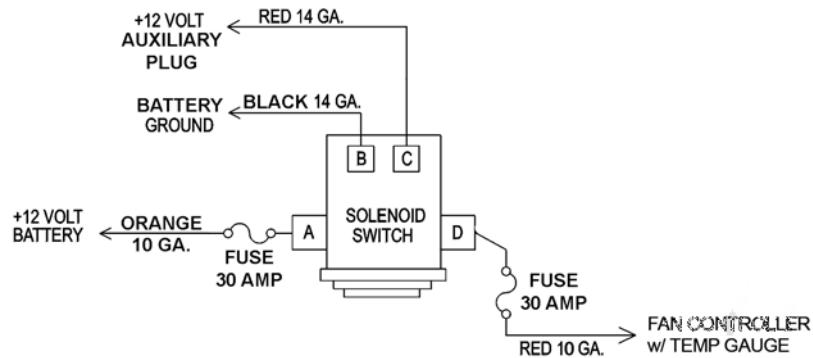 +12 VOLT
AUXILIARY
PLUG
RED 14 GA.
BATTERY
GROUND
BLACK 14 GA.
B
C
SOLENOID
SWITCH
+12 VOLT
BATTERY
ORANGE
10 GA.
FUSE
30 AMP
A
D
FUSE
30 AMP
RED 10 GA.
FAN CONTROLLER
w/ TEMP GAUGE